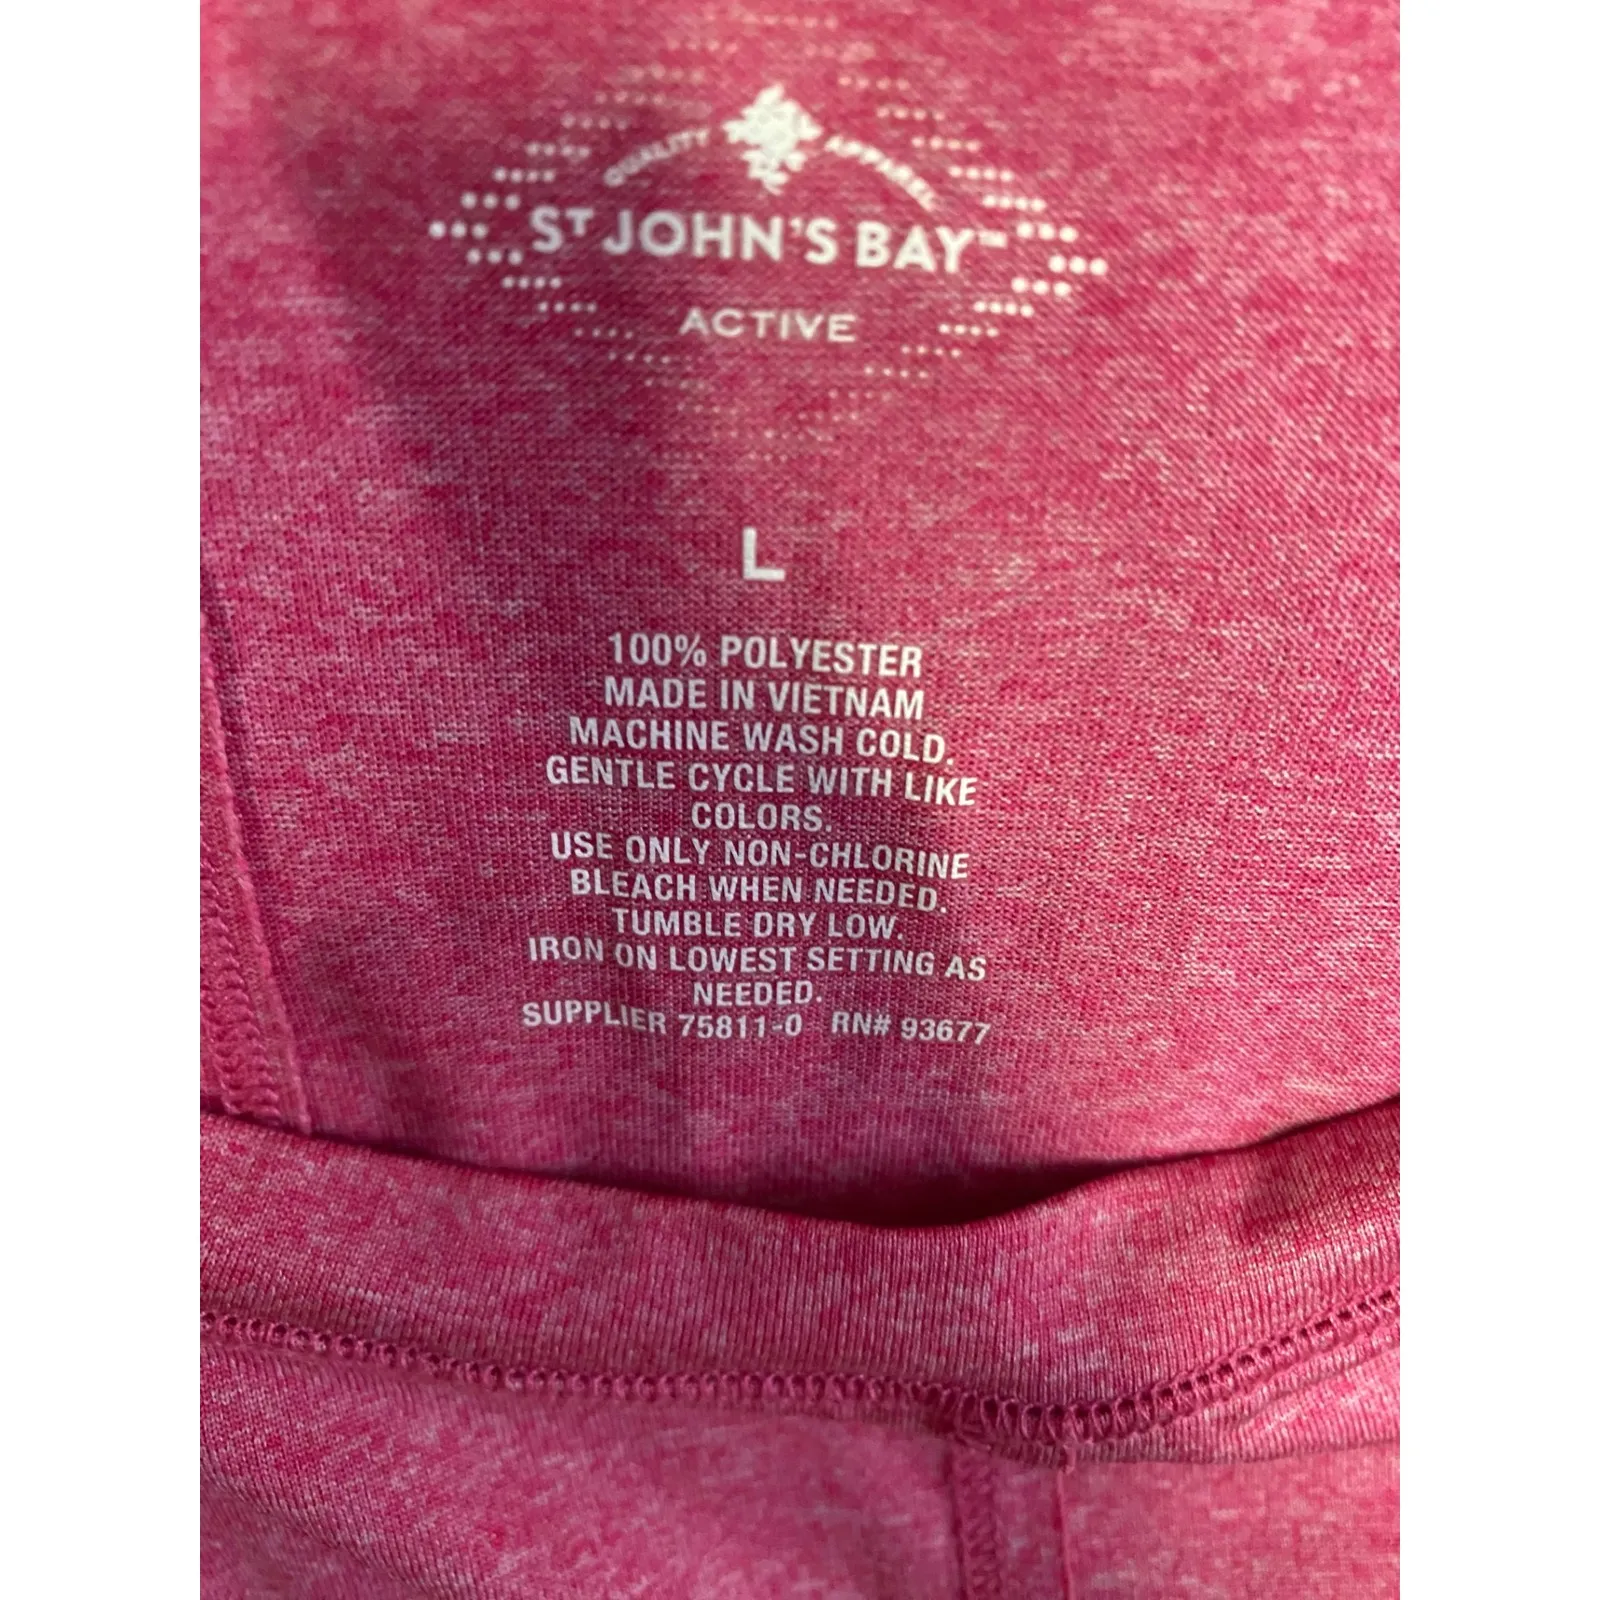 QUALITY APPAREL
ST JOHN'S BAY™
ACTIVE
L
100% POLYESTER
MADE IN VIETNAM
MACHINE WASH COLD.
GENTLE CYCLE WITH LIKE
COLORS.
USE ONLY NON-CHLORINE
BLEACH WHEN NEEDED.
TUMBLE DRY LOW.
IRON ON LOWEST SETTING AS
NEEDED.
SUPPLIER 75811-0 RN# 93677